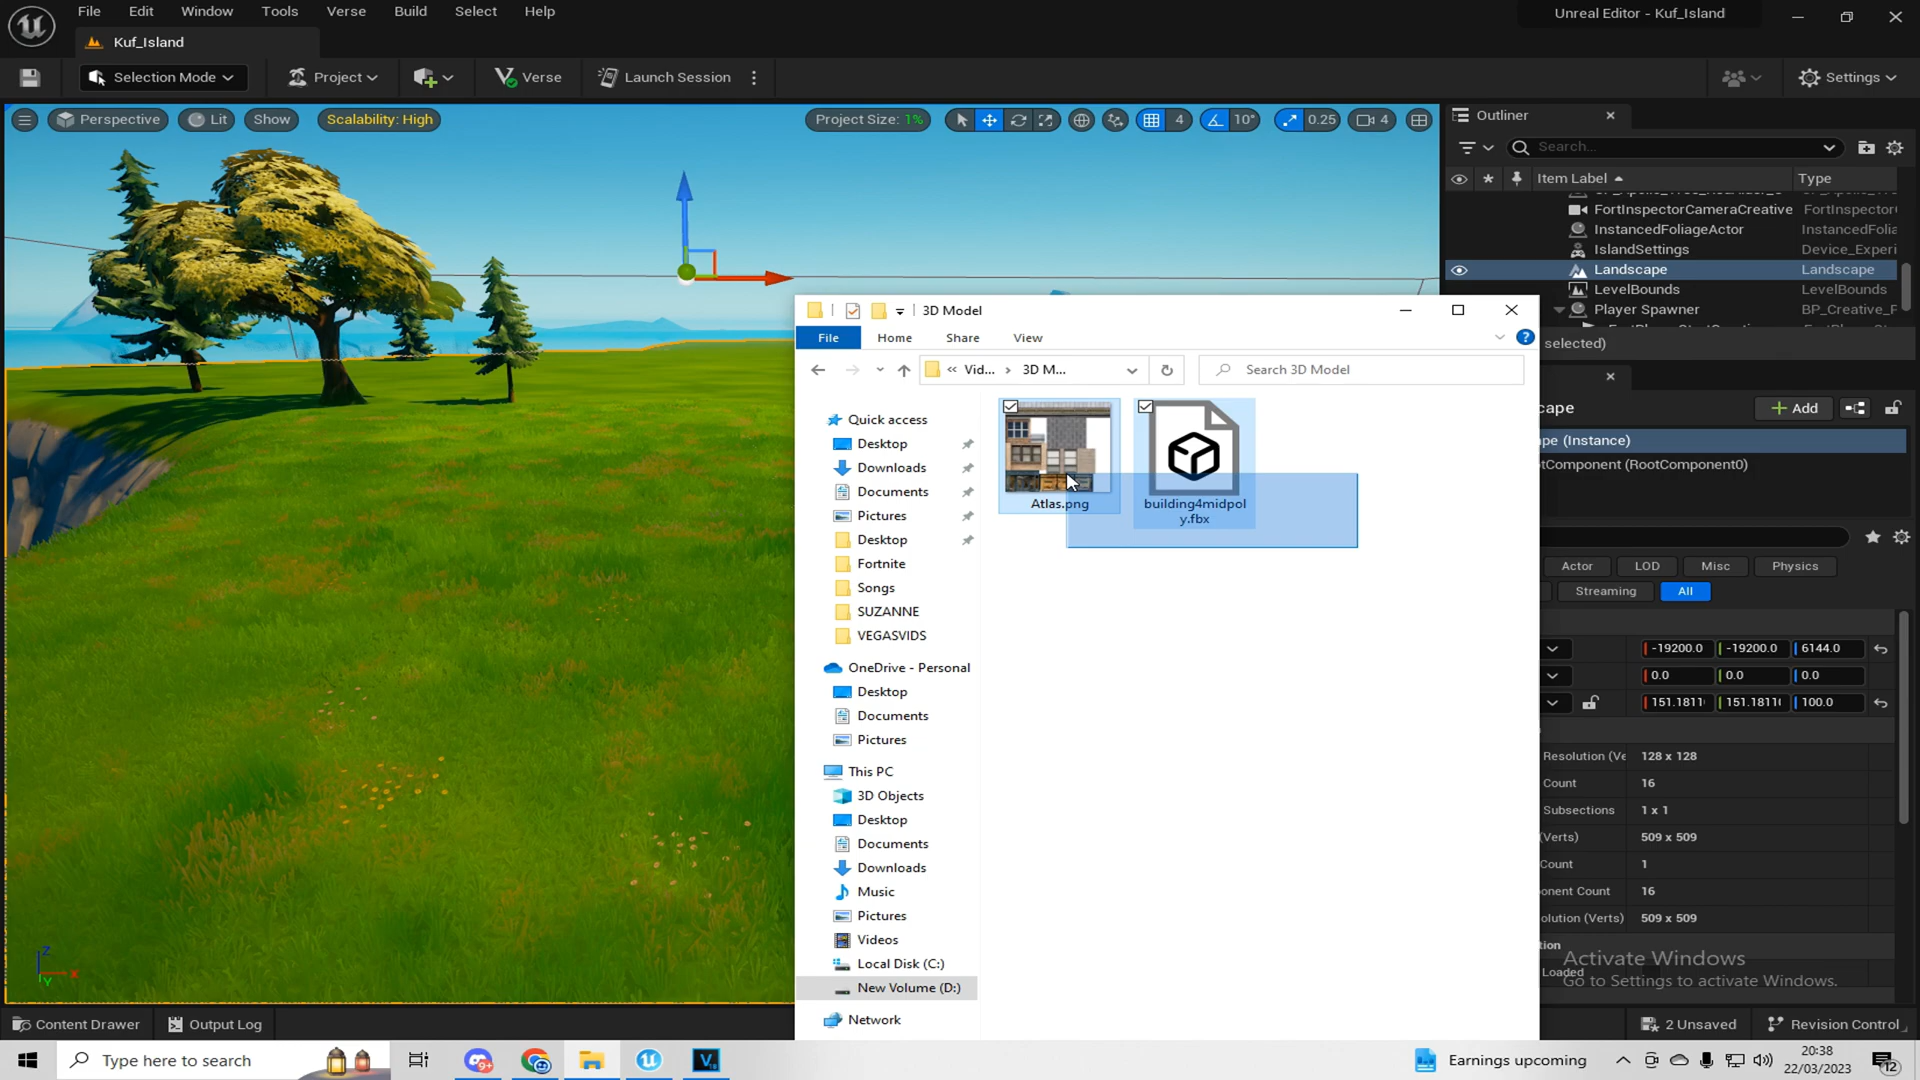 File Edit Window Tools Verse Build Select Help
Unreal Editor - Kuf_Island
Kuf_Island
Selection Mode Project Verse Launch Session Settings
Perspective Lit Show Scalability: High Project Size: 1% 4 10° 0.25 4
Outliner
Search...
Item Label Type
FortInspectorCameraCreative FortInspector
InstancedFoliageActor InstancedFolia
IslandSettings Device_Experi
Landscape Landscape
LevelBounds LevelBounds
Player Spawner BP_Creative_P
selected)
cape Add
ape (Instance)
tComponent (RootComponent0)
Actor LOD Misc Physics
Streaming All
-19200.0 -19200.0 6144.0
0.0 0.0 0.0
151.1811 151.1811 100.0
Resolution (Ve 128 x 128
Count 16
Subsections 1 x 1
(Verts) 509 x 509
Count 1
onent Count 16
olution (Verts) 509 x 509
tion
Loaded
Activate Windows
Go to Settings to activate Windows.
3D Model
File Home Share View
Vid... 3D M... Search 3D Model
Quick access
Desktop
Downloads
Documents
Pictures
Desktop
Fortnite
Songs
SUZANNE
VEGASVIDS
OneDrive - Personal
Desktop
Documents
Pictures
This PC
3D Objects
Desktop
Documents
Downloads
Music
Pictures
Videos
Local Disk (C:)
New Volume (D:)
Network
Atlas.png
building4midpol
y.fbx
Z
X
Y
Content Drawer Output Log 2 Unsaved Revision Control
Type here to search
9+
V
18
Earnings upcoming
20:38
22/03/2023
12